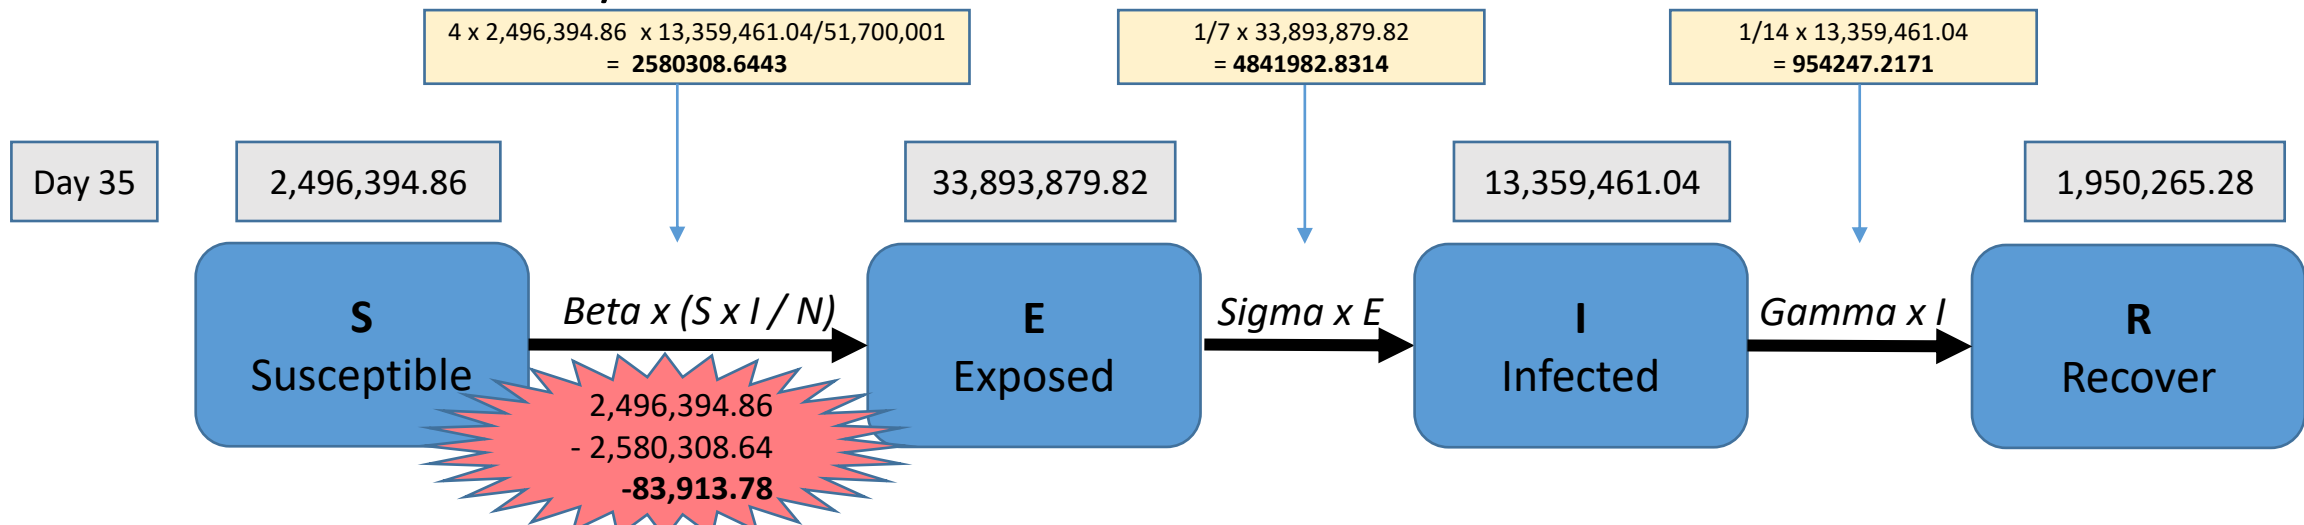 4 x 2,496,394.86 x 13,359,461.04/51,700,001
= 2580308.6443
1/7 x 33,893,879.82
= 4841982.8314
1/14 x 13,359,461.04
= 954247.2171
Day 35
2,496,394.86
33,893,879.82
13,359,461.04
1,950,265.28
S
Susceptible
Beta x (S x I / N)
E
Exposed
Sigma x E
I
Infected
Gamma x I
R
Recover
2,496,394.86
- 2,580,308.64
-83,913.78